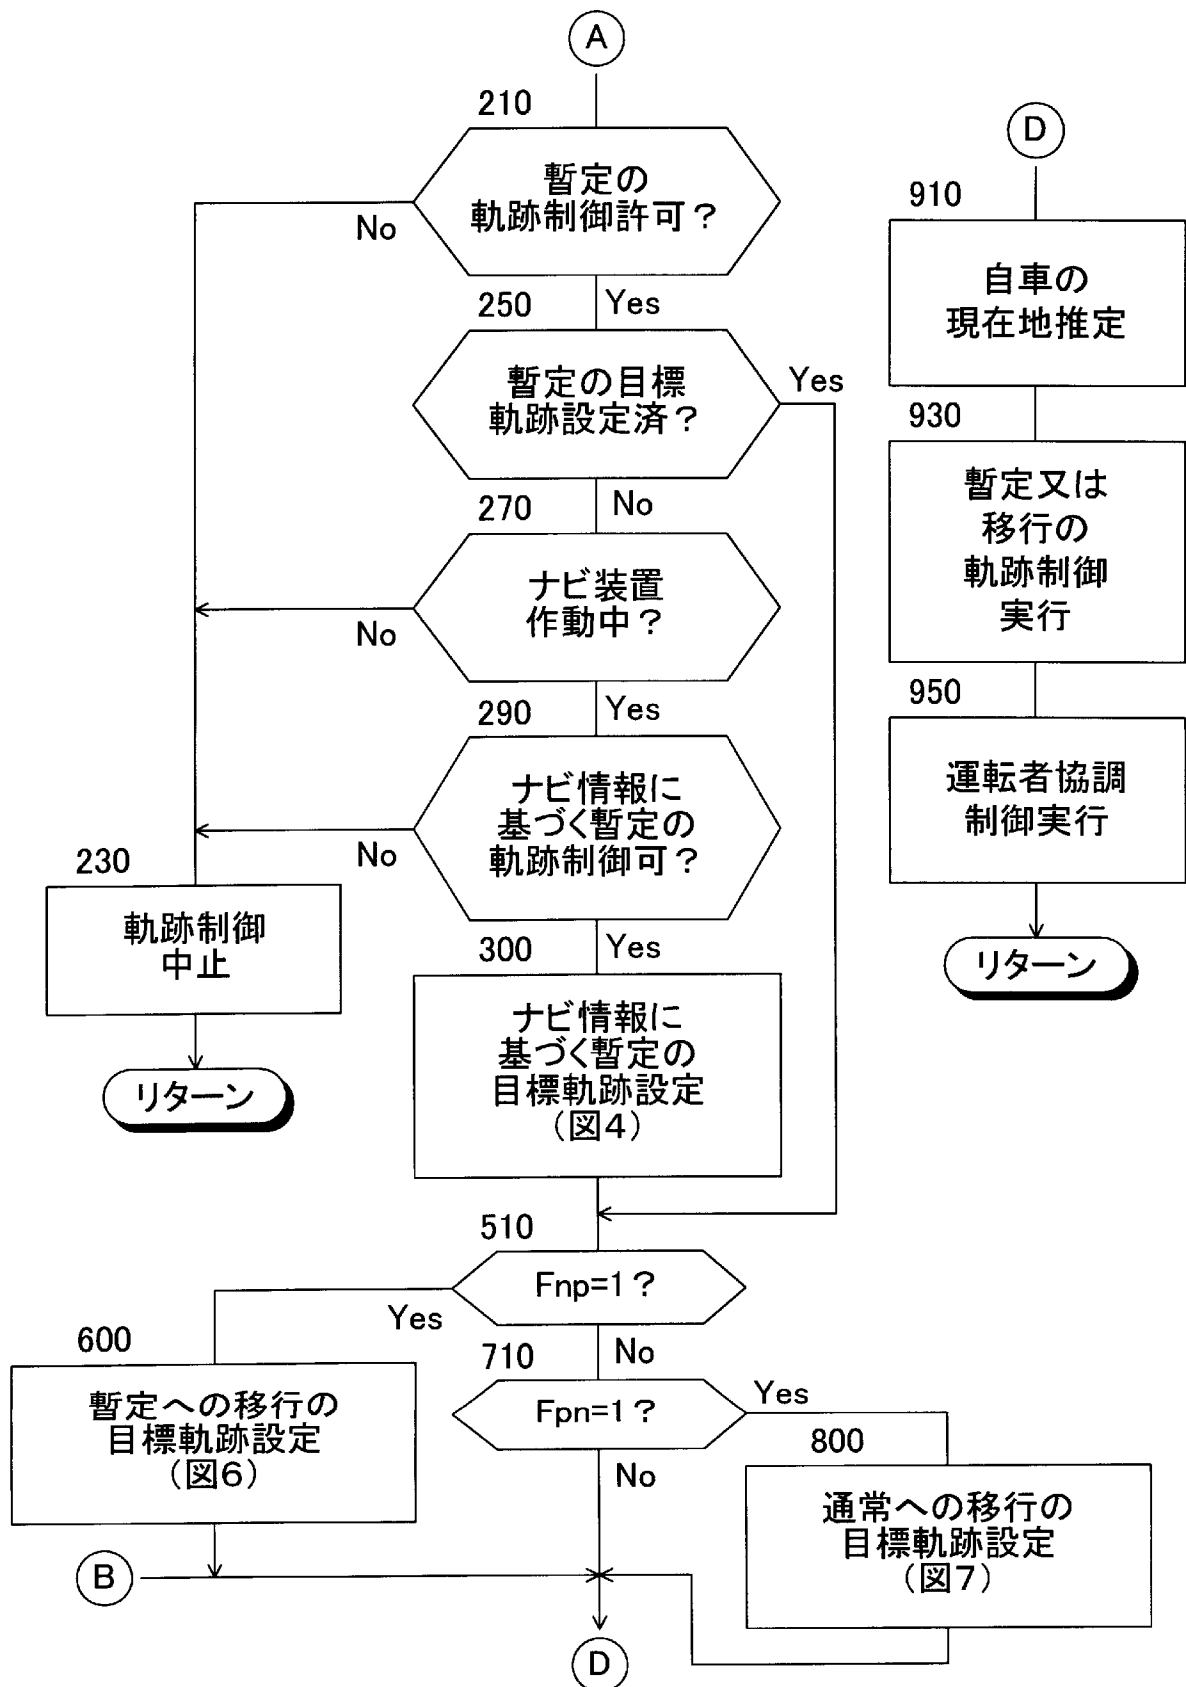 A
210
暫定の
軌跡制御許可？
No
Yes
250
暫定の目標
軌跡設定済？
Yes
No
270
ナビ装置
作動中？
No
Yes
290
ナビ情報に
基づく暫定の
軌跡制御可？
No
Yes
230
軌跡制御
中止
リターン
300
ナビ情報に
基づく暫定の
目標軌跡設定
（図4）
510
Fnp=1？
Yes
No
600
暫定への移行の
目標軌跡設定
（図6）
710
Fpn=1？
Yes
No
800
通常への移行の
目標軌跡設定
（図7）
B
D
D
910
自車の
現在地推定
930
暫定又は
移行の
軌跡制御
実行
950
運転者協調
制御実行
リターン